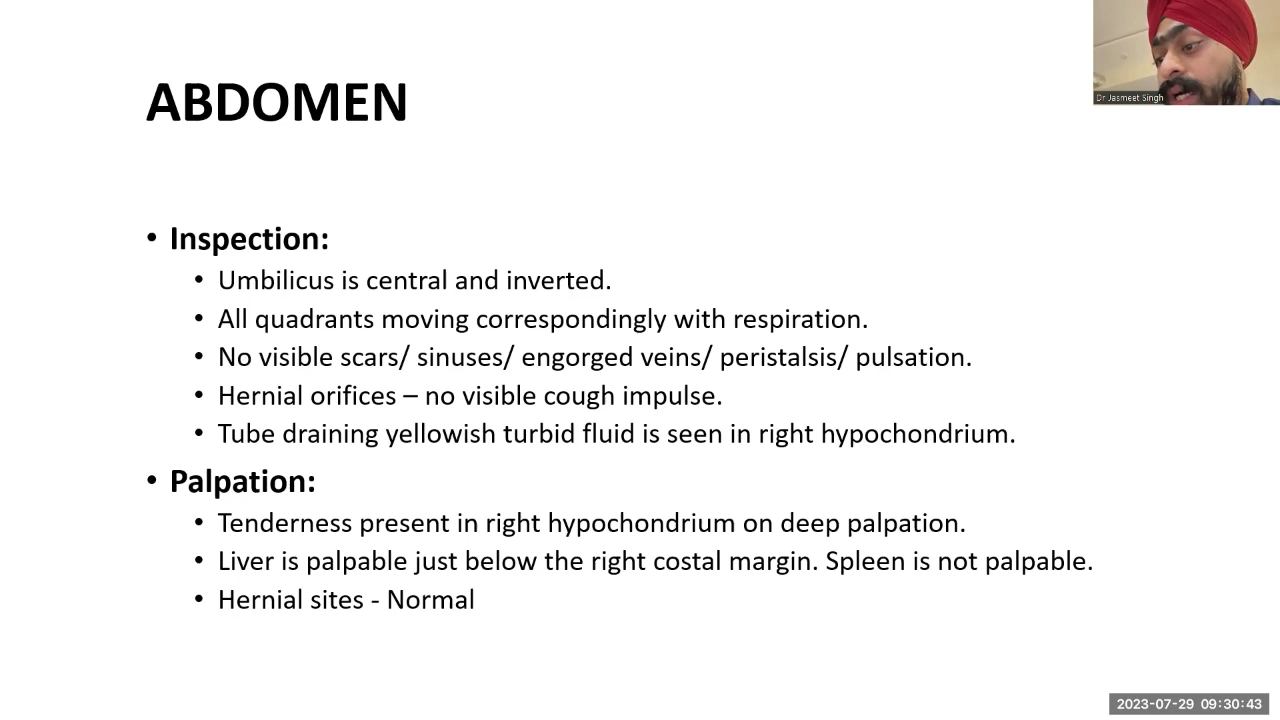 ABDOMEN
Dr Jasmeet Singh
• Inspection:
• Umbilicus is central and inverted.
• All quadrants moving correspondingly with respiration.
• No visible scars/ sinuses/ engorged veins/ peristalsis/ pulsation.
• Hernial orifices – no visible cough impulse.
• Tube draining yellowish turbid fluid is seen in right hypochondrium.
• Palpation:
• Tenderness present in right hypochondrium on deep palpation.
• Liver is palpable just below the right costal margin. Spleen is not palpable.
• Hernial sites - Normal
2023-07-29 09:30:43